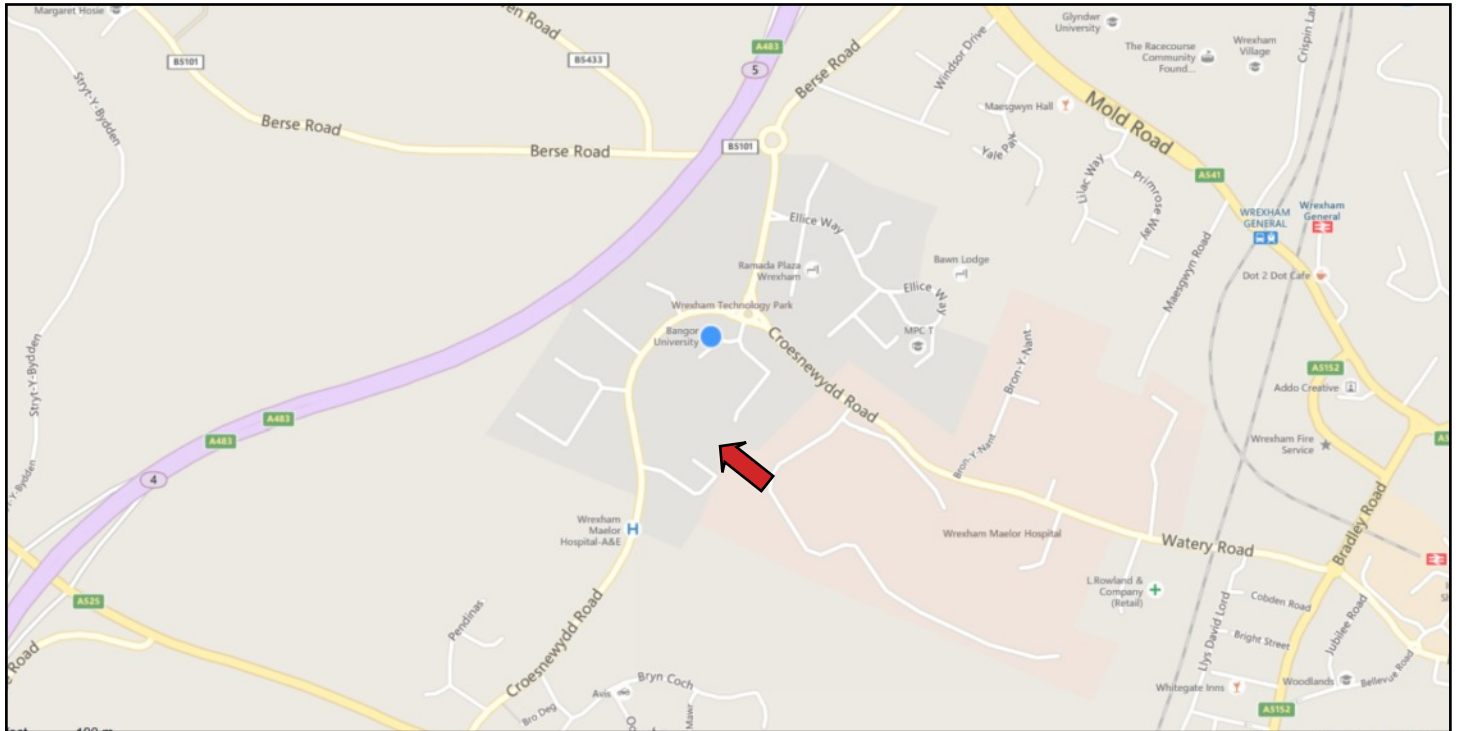 Margaret Hosie
en Road
B5101
B5433
A483
5
Berse Road
Windsor Drive
Glyndwr
University
The Racecourse
Community
Found...
Wrexham
Village
Crispin Lan
Stryt-Y-Bydden
Berse Road
Berse Road
B5101
Maesgwyn Hall
Yale Park
Mold Road
Lilac Way
Primrose Way
A541
WREXHAM
GENERAL
Wrexham
General
Ellice Way
Ramada Plaza
Wrexham
Bawn Lodge
Ellice Way
Maesgwyn Road
Dot 2 Dot Cafe
Wrexham Technology Park
Bangor
University
MPC T
Croesnewydd Road
Bron-Y-Nant
Stryt-Y-Bydden
A5152
Addo Creative
A483
A483
4
Bron-Y-Nant
Wrexham Fire
Service
Wrexham
Maelor
Hospital-A&E
H
Wrexham Maelor Hospital
Watery Road
Bradley Road
A525
L.Rowland &
Company
(Retail)
Pendinas
Croesnewydd Road
Llys David Lord
Cobden Road
Bright Street
Jubilee Road
e Road
Bryn Coch
Avis
Bro Deg
Mawr
Whitegate Inns
Woodlands
Bellevue Road
A5152